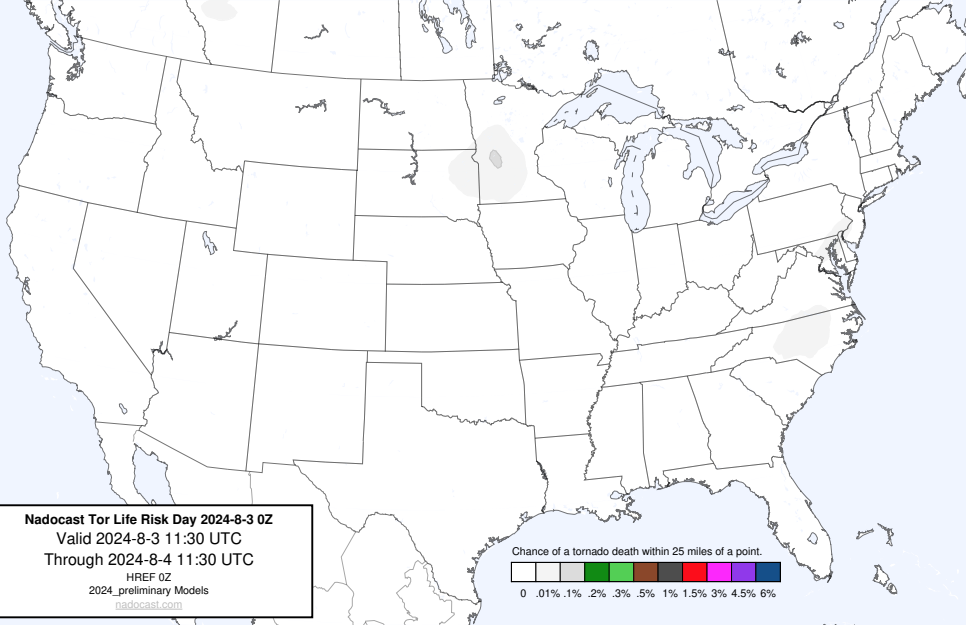 Nadocast Tor Life Risk Day 2024-8-3 0Z
Valid 2024-8-3 11:30 UTC
Through 2024-8-4 11:30 UTC
HREF 0Z
2024_preliminary Models
nadocast.com
Chance of a tornado death within 25 miles of a point.
0 .01% .1% .2% .3% .5% 1% 1.5% 3% 4.5% 6%